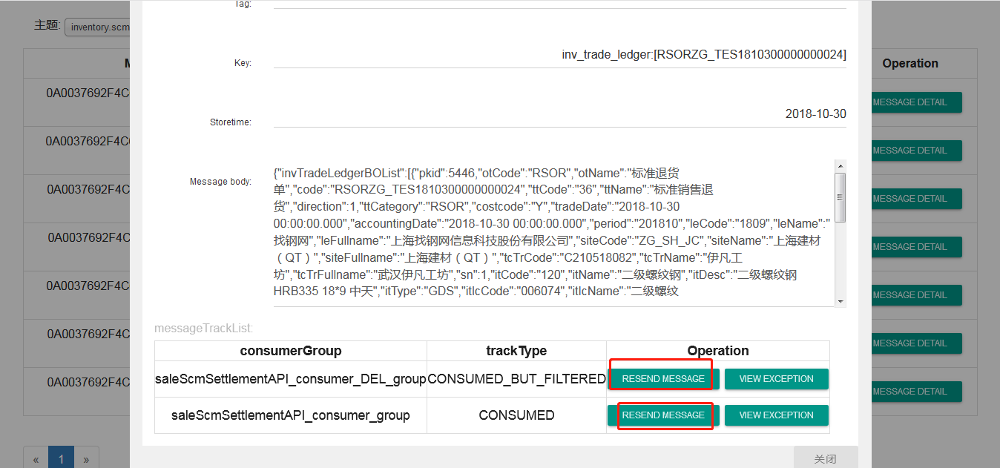 Tag:
主题:
inventory.scm
Key:
inv_trade_ledger:[RSORZG_TES1810300000000024]
Operation
0A0037692F4C
MESSAGE DETAIL
Storetime:
2018-10-30
0A0037692F4C
MESSAGE DETAIL
Message body:
{"invTradeLedgerBOList":[{"pkid":5446,"otCode":"RSOR","otName":"标准退货
单","code":"RSORZG_TES1810300000000024","ttCode":"36","ttName":"标准销售退
货","direction":1,"ttCategory":"RSOR","costcode":"Y","tradeDate":"2018-10-30
00:00:00.000","accountingDate":"2018-10-30 00:00:00.000","period":"201810","leCode":"1809","leName":"
找钢网","leFullname":"上海找钢网信息科技股份有限公司","siteCode":"ZG_SH_JC","siteName":"上海建材
（QT）","siteFullname":"上海建材（QT）","tcTrCode":"C210518082","tcTrName":"伊凡工
坊","tcTrFullname":"武汉伊凡工坊","sn":1,"itCode":"120","itName":"二级螺纹钢","itDesc":"二级螺纹钢
HRB335 18*9 中天","itType":"GDS","itlcCode":"006074","itlcName":"二级螺纹
0A0037692F4C
MESSAGE DETAIL
0A0037692F4C
MESSAGE DETAIL
0A0037692F4C
MESSAGE DETAIL
messageTrackList:
consumerGroup trackType Operation
0A0037692F4C
MESSAGE DETAIL
saleScmSettlementAPI_consumer_DEL_group CONSUMED_BUT_FILTERED RESEND MESSAGE VIEW EXCEPTION
0A0037692F4C
MESSAGE DETAIL
saleScmSettlementAPI_consumer_group CONSUMED RESEND MESSAGE VIEW EXCEPTION
« 1 »
关闭